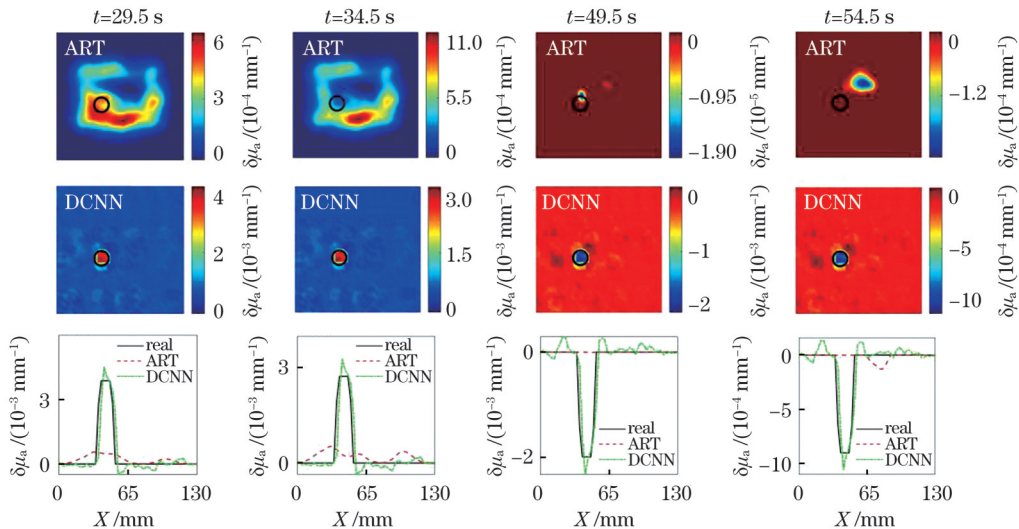 t=29.5 s
t=34.5 s
t=49.5 s
t=54.5 s
ART
6
3
0
δμa/(10⁻⁴ mm⁻¹)
ART
11.0
5.5
0
δμa/(10⁻⁴ mm⁻¹)
ART
0
−0.95
−1.90
δμa/(10⁻⁵ mm⁻¹)
ART
0
−1.2
δμa/(10⁻⁴ mm⁻¹)
DCNN
4
2
0
δμa/(10⁻³ mm⁻¹)
DCNN
3.0
1.5
0
δμa/(10⁻³ mm⁻¹)
DCNN
0
−1
−2
δμa/(10⁻³ mm⁻¹)
DCNN
0
−5
−10
δμa/(10⁻⁴ mm⁻¹)
δμa/(10⁻³ mm⁻¹)
3
0
real
ART
DCNN
0
65
130
X/mm
δμa/(10⁻³ mm⁻¹)
3
0
real
ART
DCNN
0
65
130
X/mm
δμa/(10⁻³ mm⁻¹)
0
−2
real
ART
DCNN
0
65
130
X/mm
δμa/(10⁻⁴ mm⁻¹)
0
−5
−10
real
ART
DCNN
0
65
130
X/mm